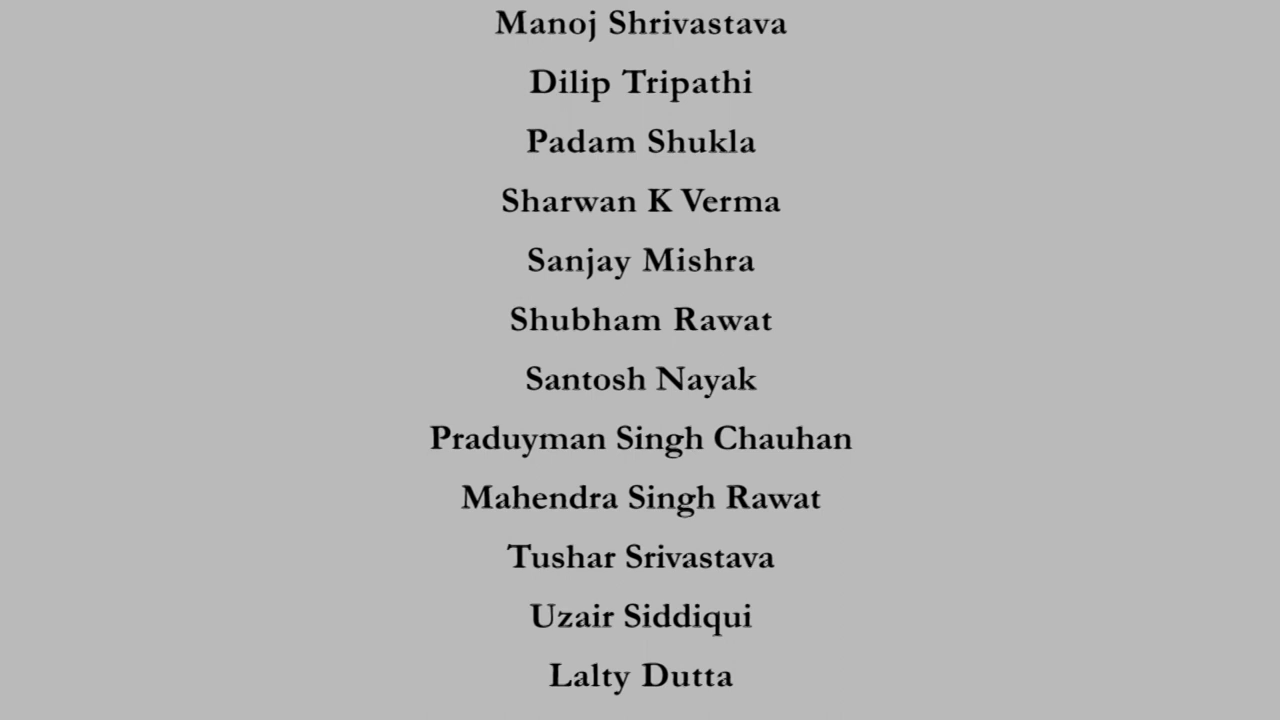 Manoj Shrivastava
Dilip Tripathi
Padam Shukla
Sharwan K Verma
Sanjay Mishra
Shubham Rawat
Santosh Nayak
Praduyman Singh Chauhan
Mahendra Singh Rawat
Tushar Srivastava
Uzair Siddiqui
Lalty Dutta